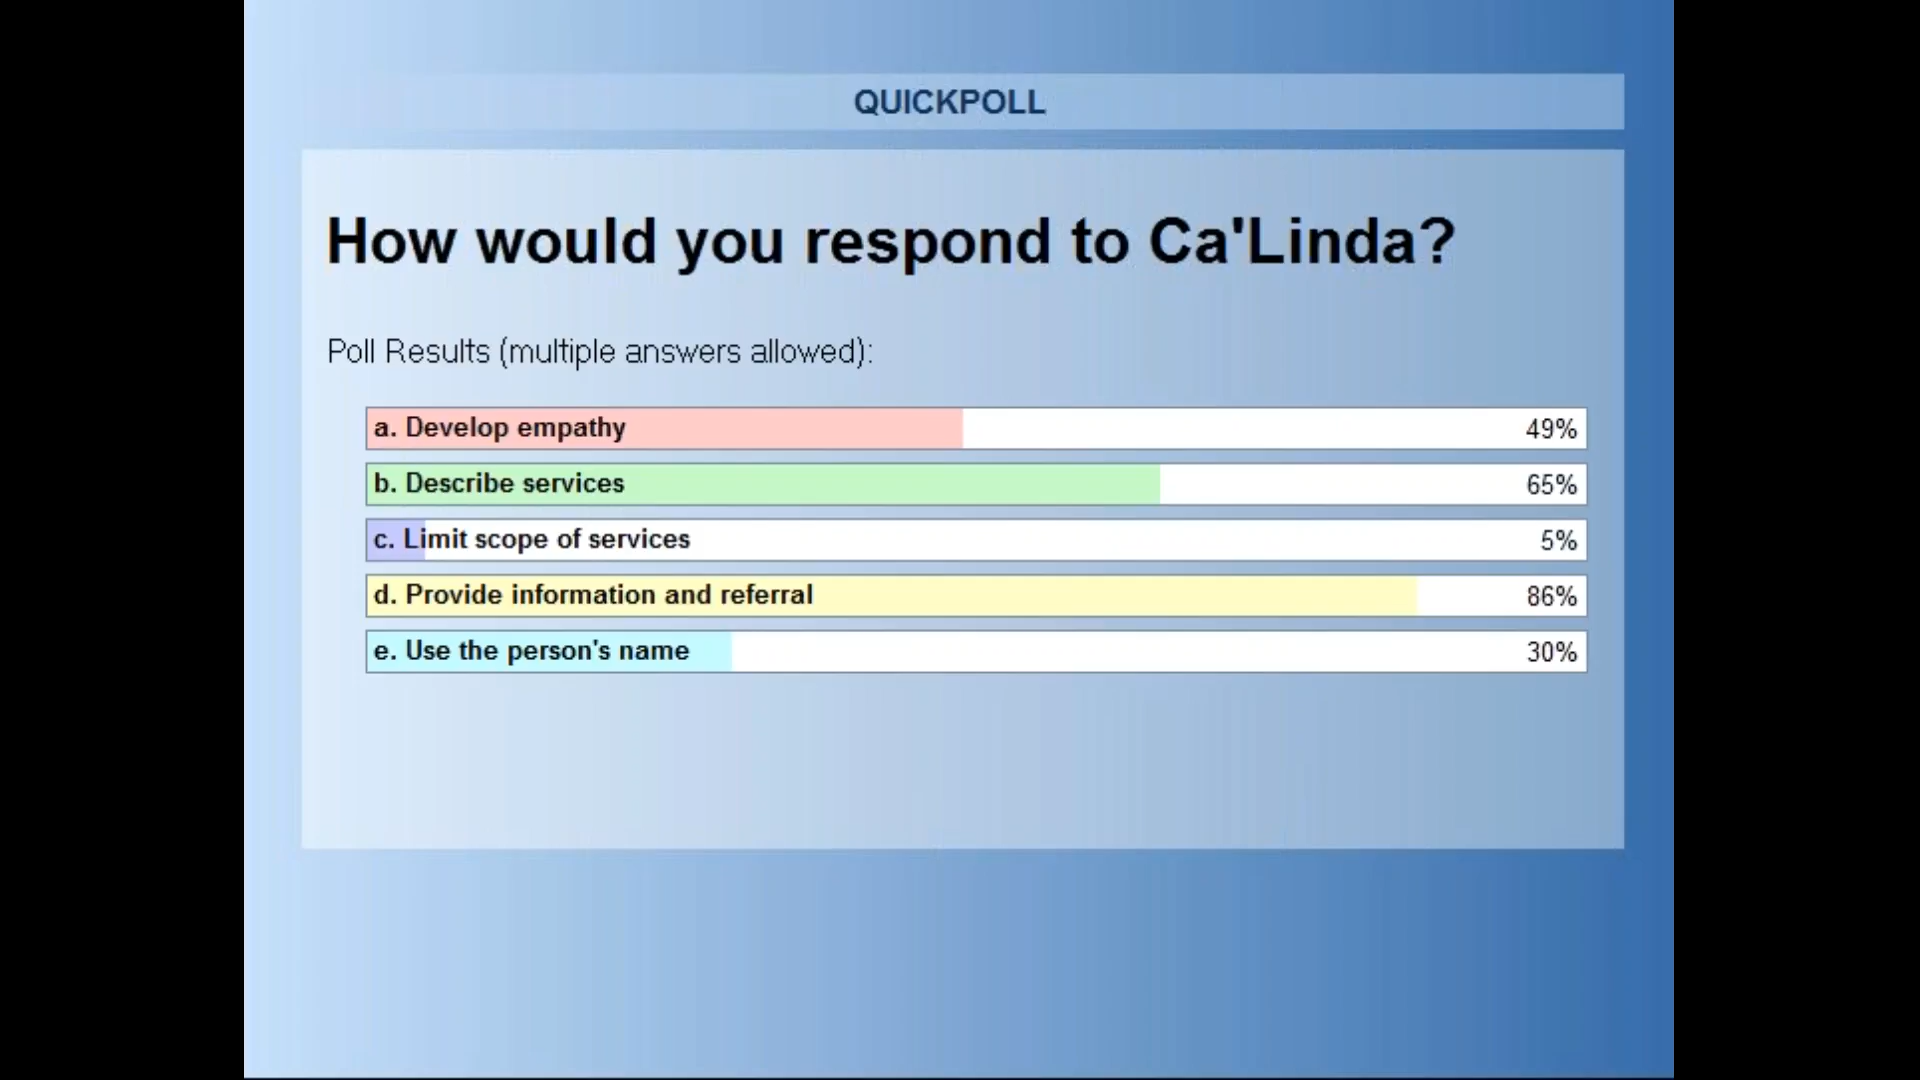 QUICKPOLL
How would you respond to Ca'Linda?
Poll Results (multiple answers allowed):
a. Develop empathy 49%
b. Describe services 65%
c. Limit scope of services 5%
d. Provide information and referral 86%
e. Use the person's name 30%